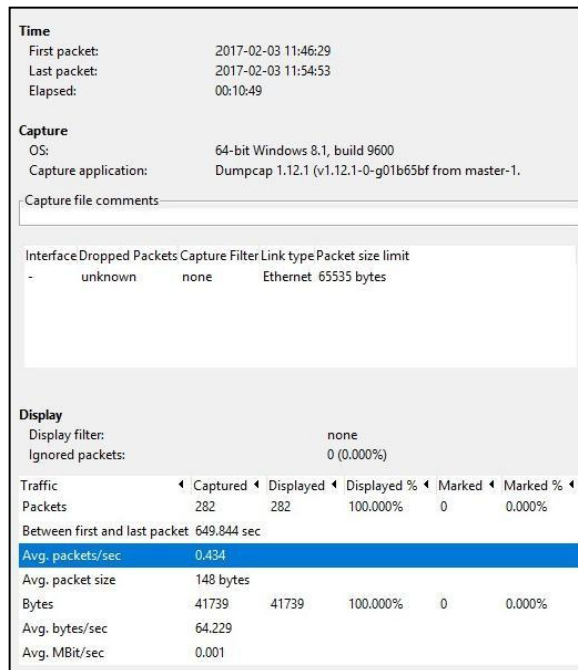 Time
First packet: 2017-02-03 11:46:29
Last packet: 2017-02-03 11:54:53
Elapsed: 00:10:49
Capture
OS: 64-bit Windows 8.1, build 9600
Capture application: Dumpcap 1.12.1 (v1.12.1-0-g01b65bf from master-1.
Capture file comments
Interface Dropped Packets Capture Filter Link type Packet size limit
- unknown none Ethernet 65535 bytes
Display
Display filter: none
Ignored packets: 0 (0.000%)
Traffic Captured Displayed Displayed % Marked Marked %
Packets 282 282 100.000% 0 0.000%
Between first and last packet 649.844 sec
Avg. packets/sec 0.434
Avg. packet size 148 bytes
Bytes 41739 41739 100.000% 0 0.000%
Avg. bytes/sec 64.229
Avg. MBit/sec 0.001